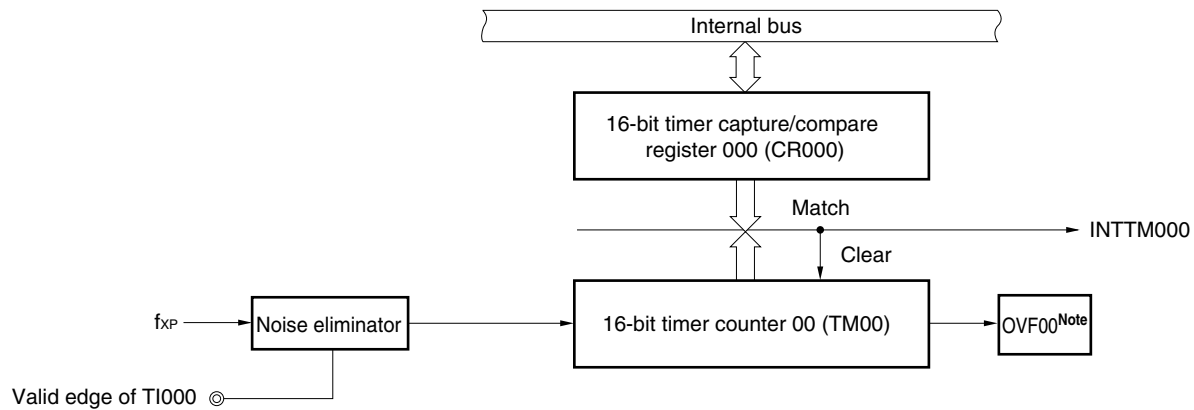 Internal bus
16-bit timer capture/compare
register 000 (CR000)
Match
INTTM000
Clear
fXP
Noise eliminator
16-bit timer counter 00 (TM00)
OVF00Note
Valid edge of TI000